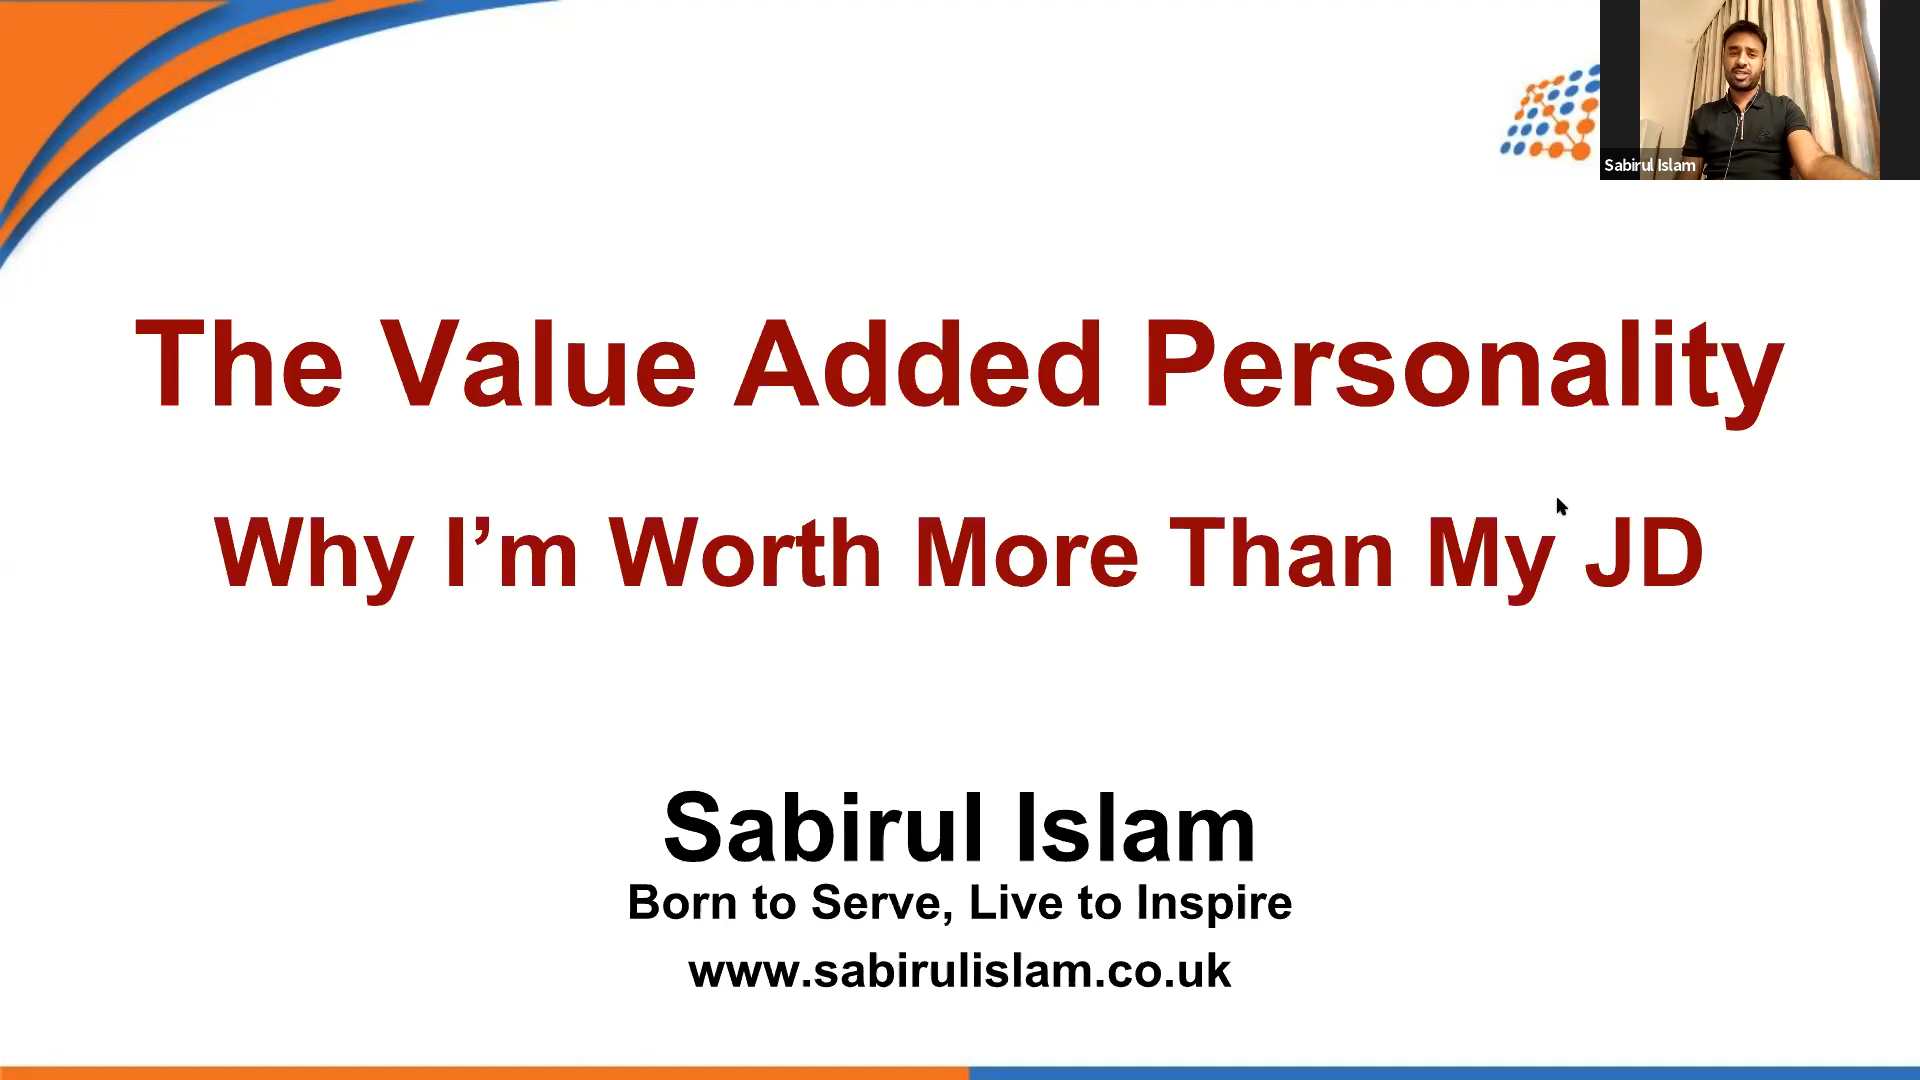 Sabirul Islam
The Value Added Personality
Why I’m Worth More Than My JD
Sabirul Islam
Born to Serve, Live to Inspire
www.sabirulislam.co.uk